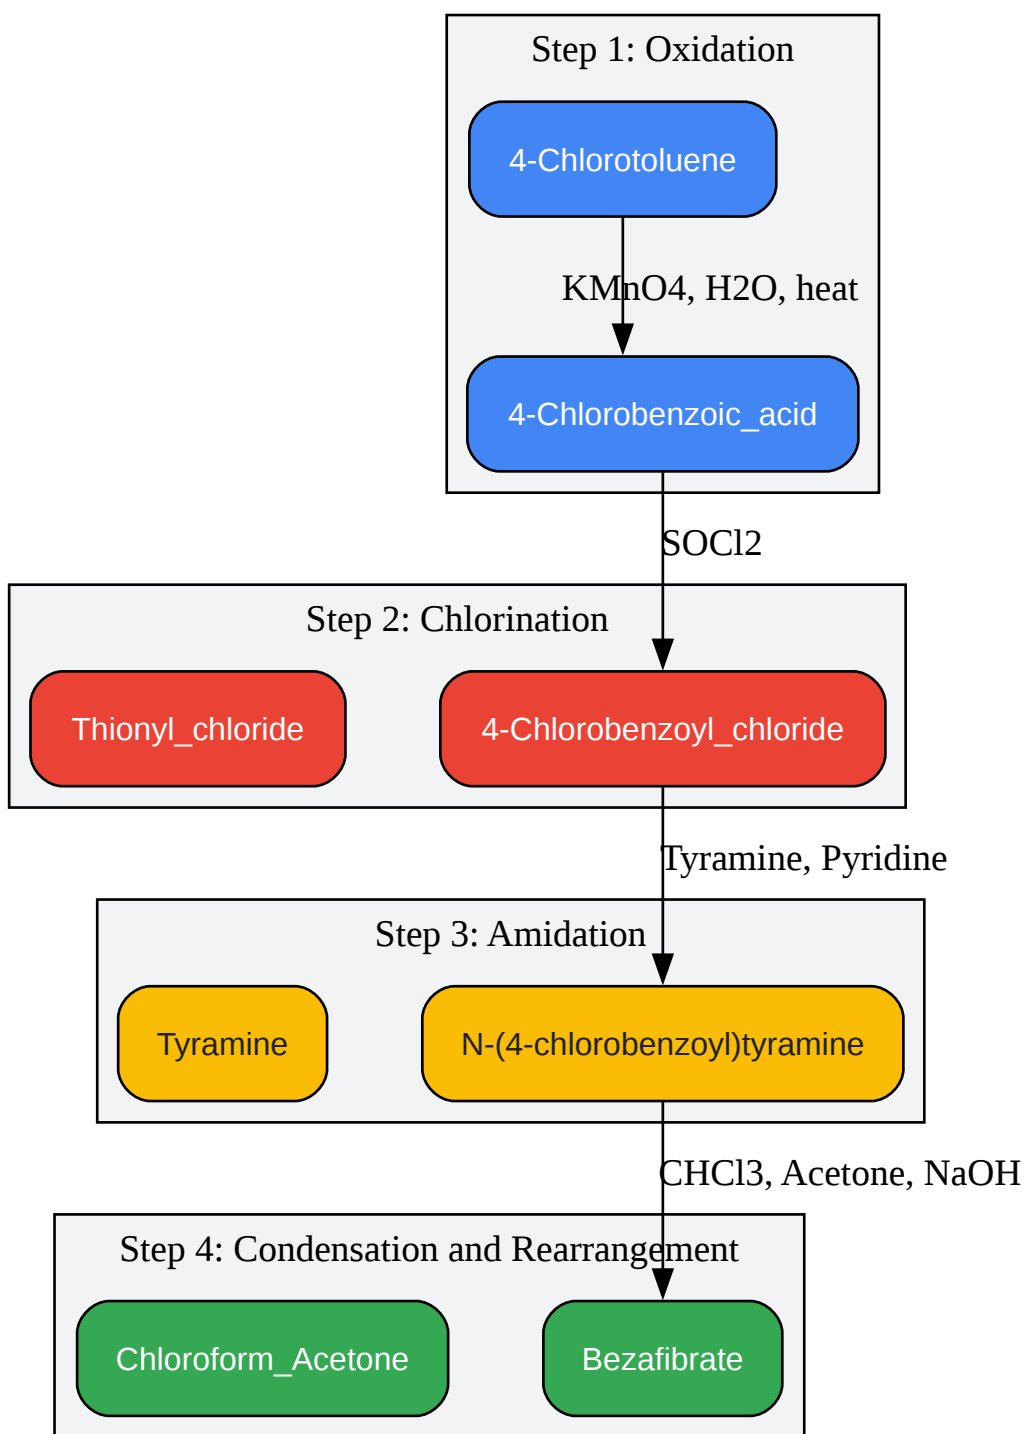 Step 1: Oxidation
4-Chlorotoluene
KMnO4, H2O, heat
4-Chlorobenzoic_acid
SOCl2
Step 2: Chlorination
Thionyl_chloride
4-Chlorobenzoyl_chloride
Tyramine, Pyridine
Step 3: Amidation
Tyramine
N-(4-chlorobenzoyl)tyramine
CHCl3, Acetone, NaOH
Step 4: Condensation and Rearrangement
Chloroform_Acetone
Bezafibrate